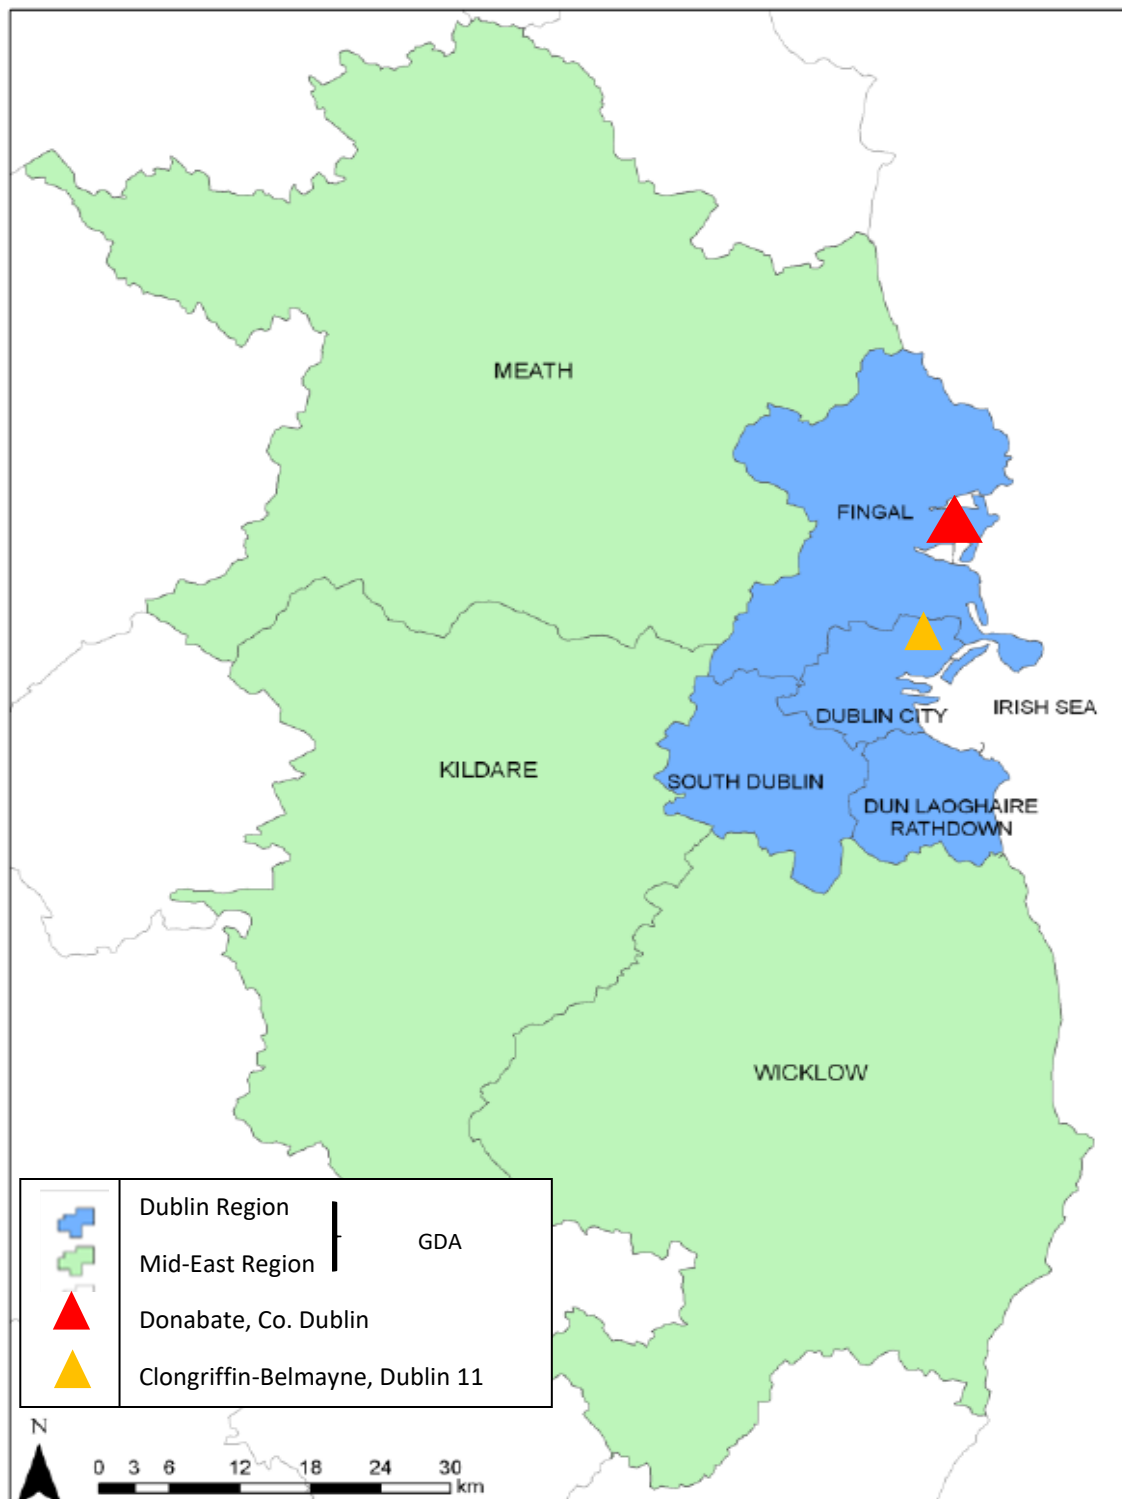 MEATH
FINGAL
DUBLIN CITY
IRISH SEA
KILDARE
SOUTH DUBLIN
DUN LAOGHAIRE
RATHDOWN
WICKLOW
Dublin Region
GDA
Mid-East Region
Donabate, Co. Dublin
Clongriffin-Belmayne, Dublin 11
N
0 3 6 12 18 24 30
km